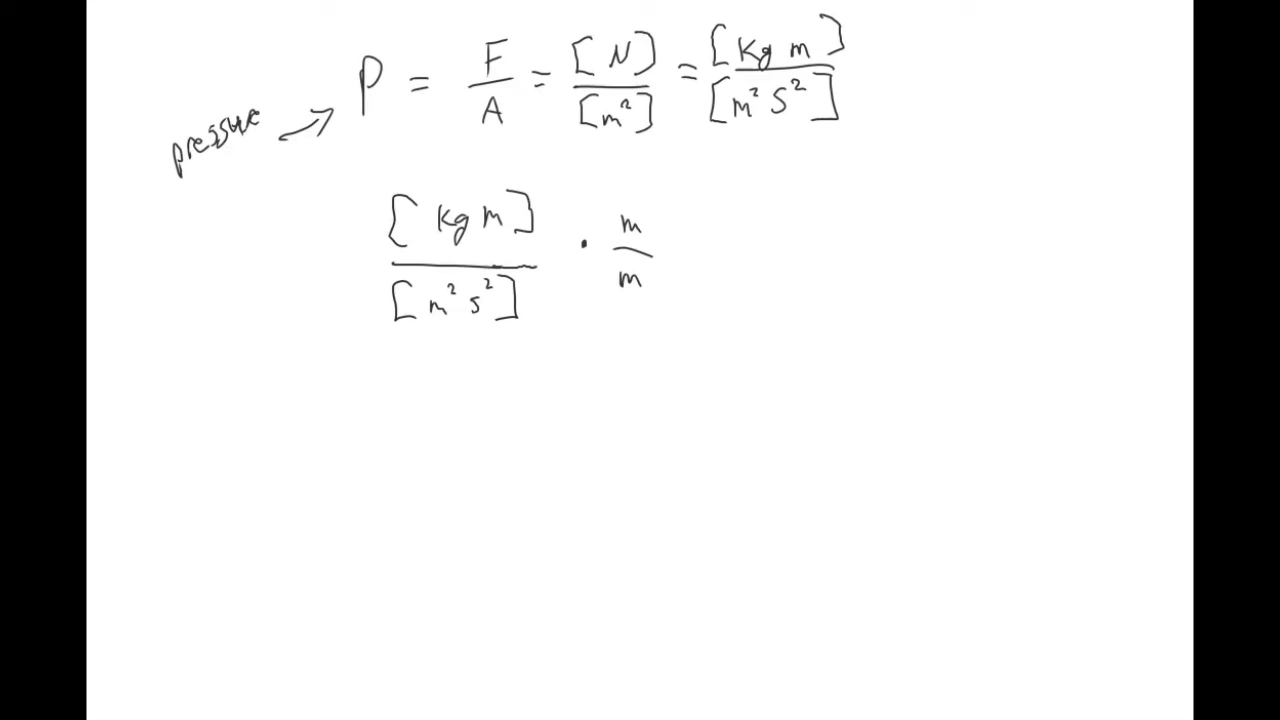 P = F/A = [N]/[m²] = [Kg m]/[m² S²]
pressure →
[kg m]/[m² s²] · m/m